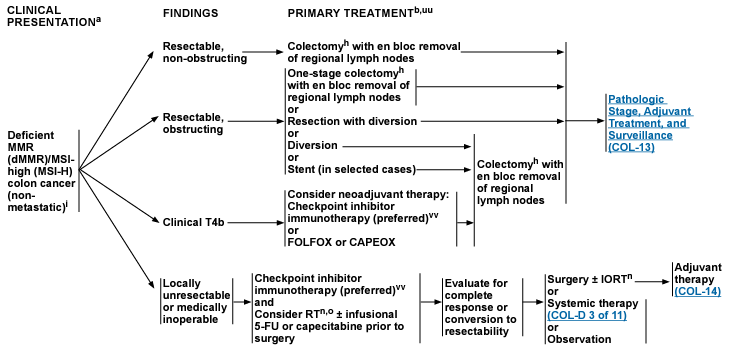 CLINICAL
PRESENTATIONa
FINDINGS
PRIMARY TREATMENTb,uu
Deficient
MMR
(dMMR)/MSI-
high (MSI-H)
colon cancer
(non-
metastatic)i
Resectable,
non-obstructing
Colectomyh with en bloc removal
of regional lymph nodes
Resectable,
obstructing
One-stage colectomyh
with en bloc removal of
regional lymph nodes
or
Resection with diversion
or
Diversion
or
Stent (in selected cases)
Colectomyh with
en bloc removal
of regional
lymph nodes
Clinical T4b
Consider neoadjuvant therapy:
Checkpoint inhibitor
immunotherapy (preferred)vv
or
FOLFOX or CAPEOX
Pathologic
Stage, Adjuvant
Treatment, and
Surveillance
(COL-13)
Locally
unresectable
or medically
inoperable
Checkpoint inhibitor
immunotherapy (preferred)vv
and
Consider RTn,o ± infusional
5-FU or capecitabine prior to
surgery
Evaluate for
complete
response or
conversion to
resectability
Surgery ± IORTn
or
Systemic therapy
(COL-D 3 of 11)
or
Observation
Adjuvant
therapy
(COL-14)